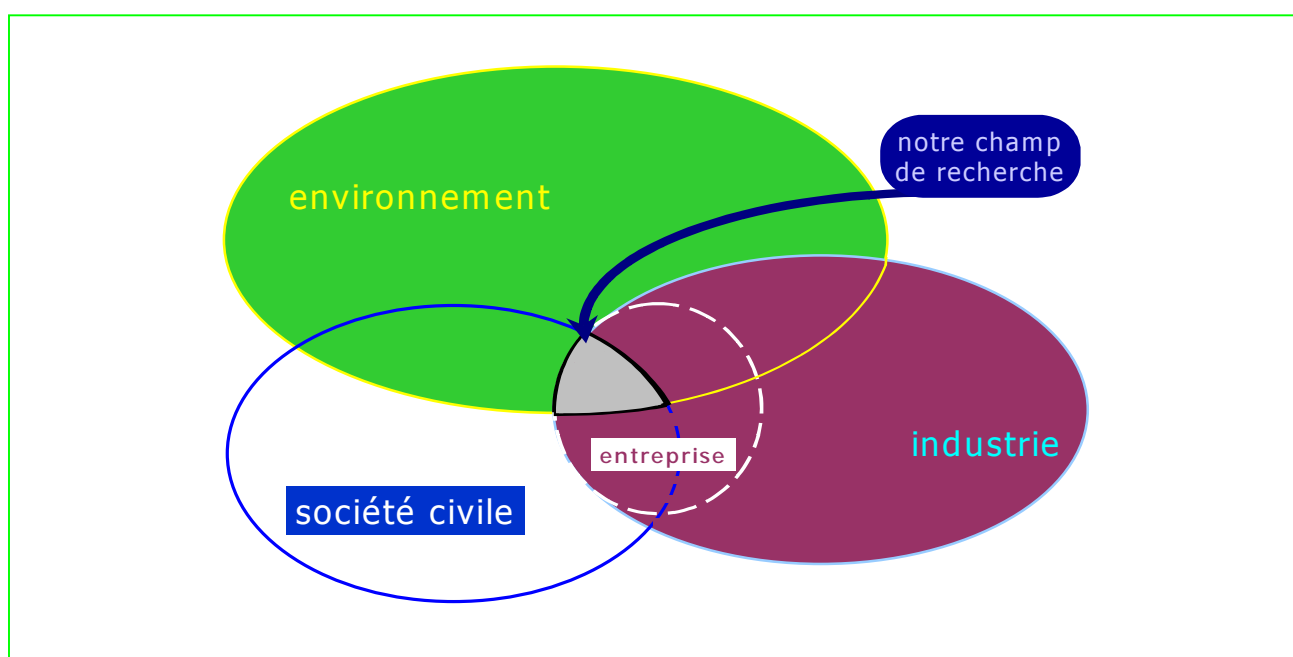 notre champ
de recherche
environnement
industrie
entreprise
société civile